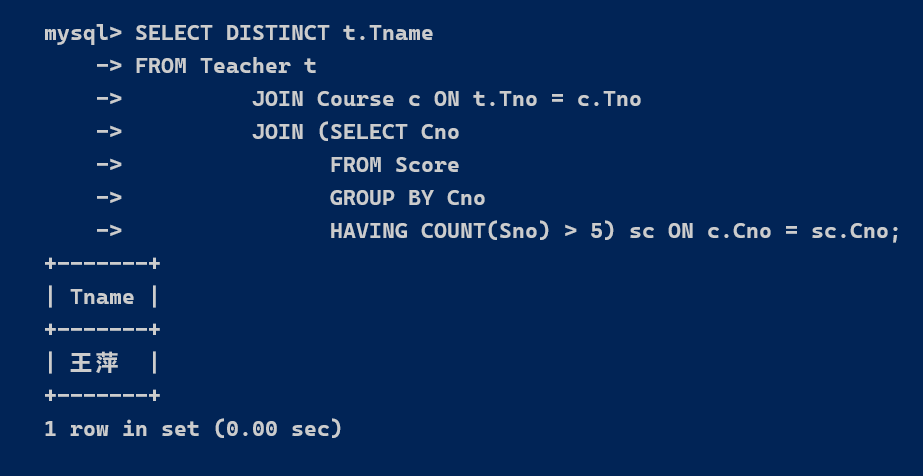 mysql> SELECT DISTINCT t.Tname
    -> FROM Teacher t
    ->          JOIN Course c ON t.Tno = c.Tno
    ->          JOIN (SELECT Cno
    ->                FROM Score
    ->                GROUP BY Cno
    ->                HAVING COUNT(Sno) > 5) sc ON c.Cno = sc.Cno;
+-------+
| Tname |
+-------+
| 王萍  |
+-------+
1 row in set (0.00 sec)